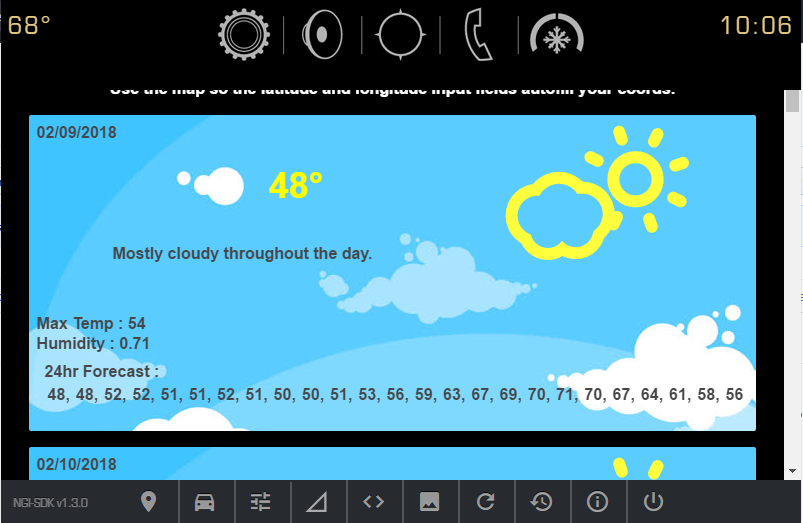 68°
10:06
Use the map so the latitude and longitude input fields autofill your coords.
02/09/2018
48°
Mostly cloudy throughout the day.
Max Temp : 54
Humidity : 0.71
24hr Forecast :
48, 48, 52, 52, 51, 51, 52, 51, 50, 50, 51, 53, 56, 59, 63, 67, 69, 70, 71, 70, 67, 64, 61, 58, 56
02/10/2018
NGI-SDK v1.3.0